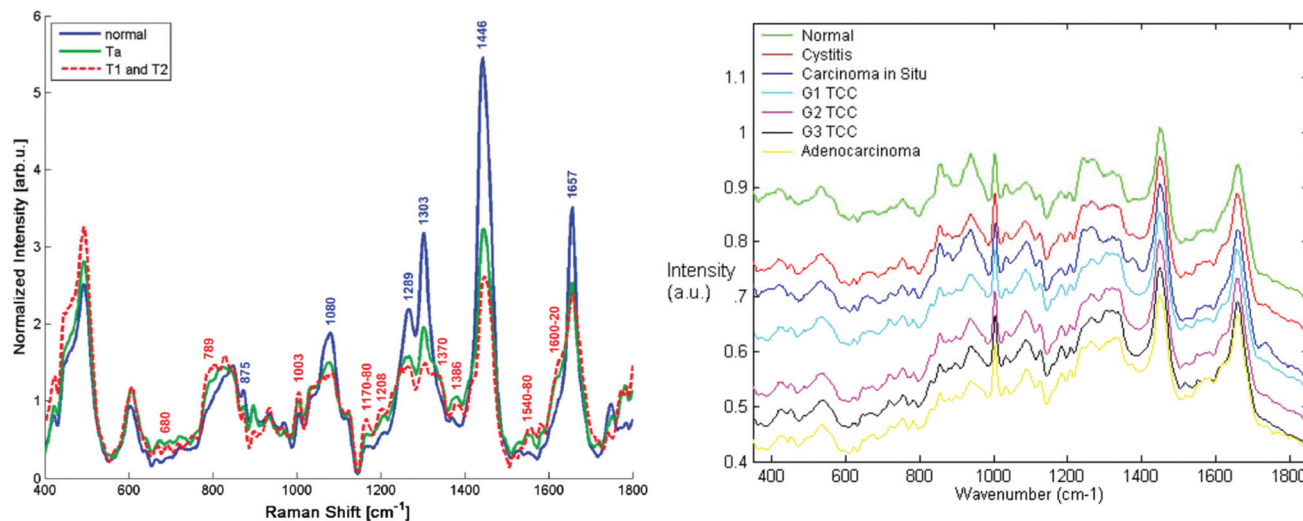 normal
Ta
T1 and T2
1446
1657
1303
1289
1080
789
875
680
1003
1170-80
1208
1370
1386
1540-80
1600-20
6
5
4
3
2
1
0
Normalized Intensity [arb.u.]
400 600 800 1000 1200 1400 1600 1800
Raman Shift [cm-1]
Normal
Cystitis
Carcinoma in Situ
G1 TCC
G2 TCC
G3 TCC
Adenocarcinoma
1.1
1
0.9
0.8
Intensity
(a.u.) 7
0.6
0.5
0.4
400 600 800 1000 1200 1400 1600 1800
Wavenumber (cm-1)